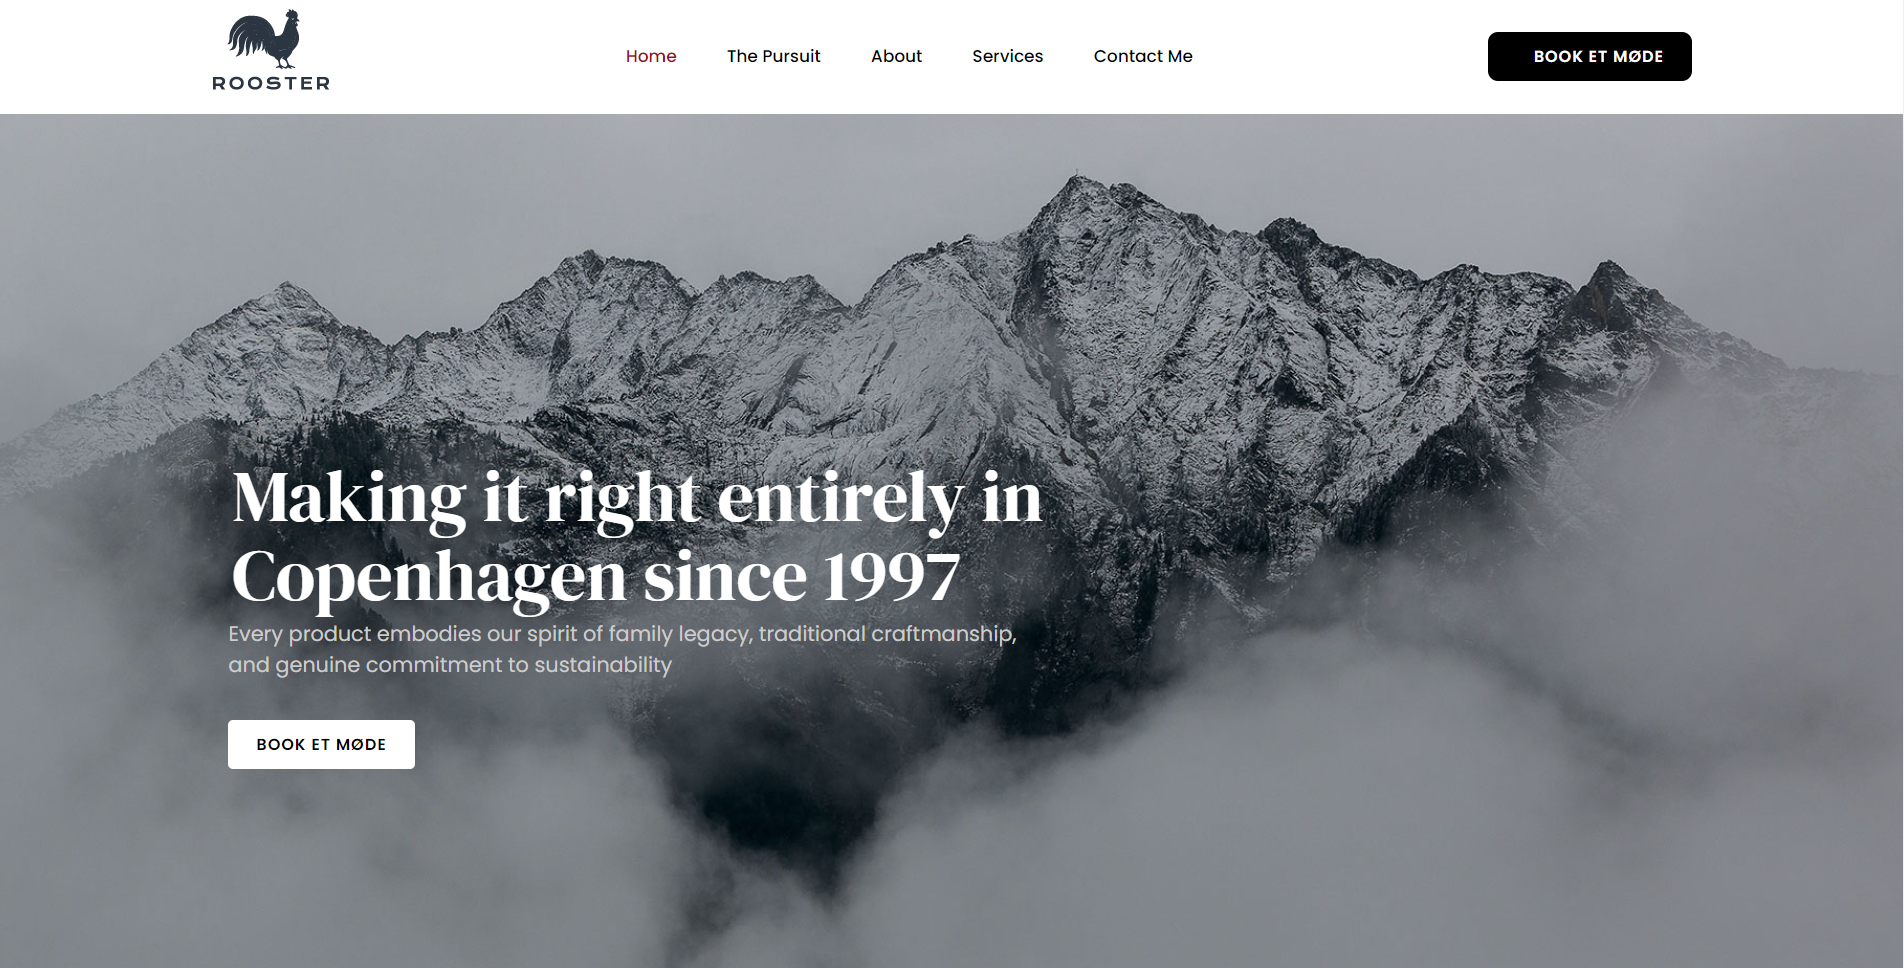 ROOSTER
Home
The Pursuit
About
Services
Contact Me
BOOK ET MØDE
Making it right entirely in
Copenhagen since 1997
Every product embodies our spirit of family legacy, traditional craftmanship,
and genuine commitment to sustainability
BOOK ET MØDE